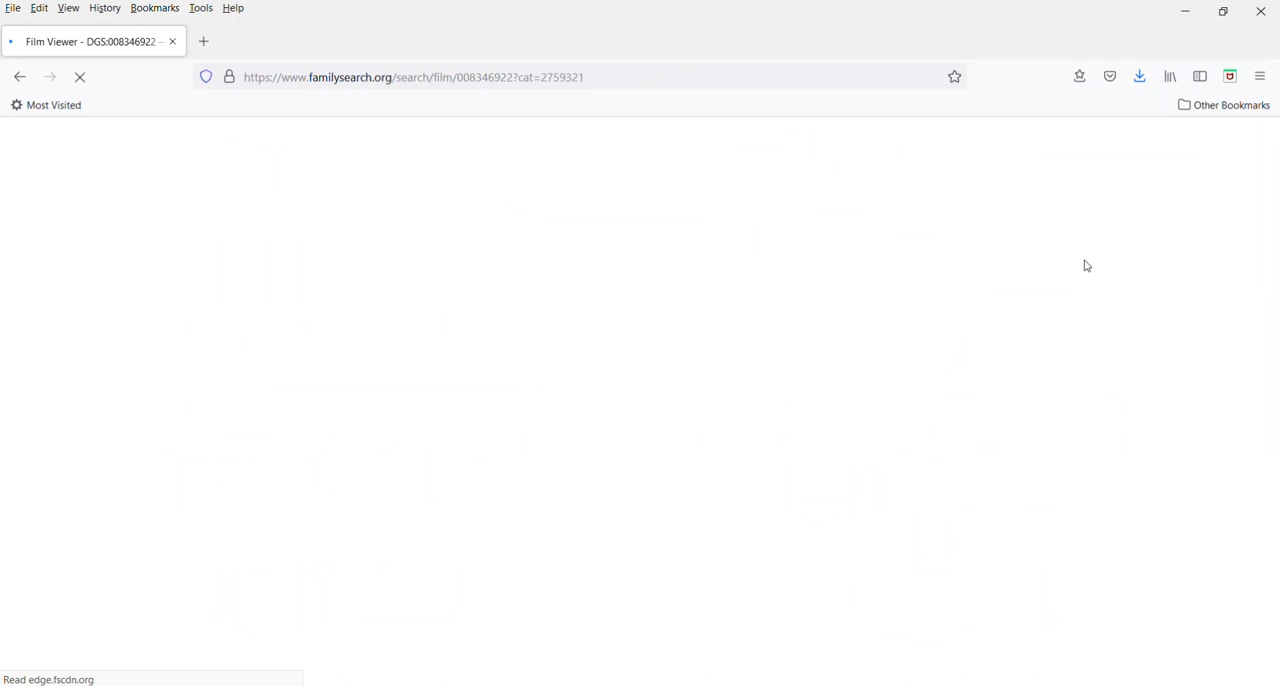 File Edit View History Bookmarks Tools Help
Film Viewer - DGS:008346922 —
https://www.familysearch.org/search/film/008346922?cat=2759321
Most Visited
Other Bookmarks
Read edge.fscdn.org